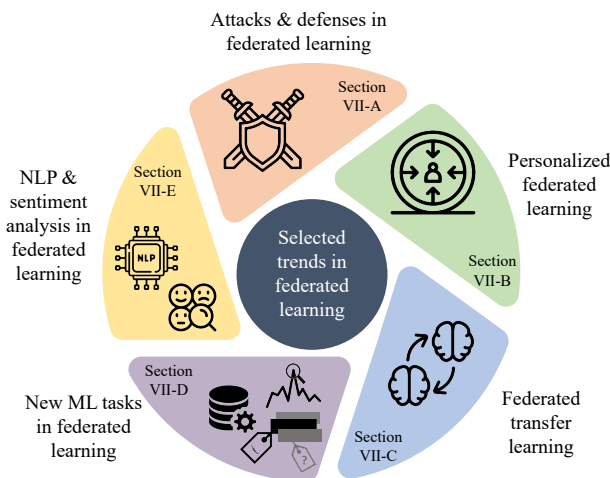 Attacks & defenses in
federated learning
Section
VII-A
Personalized
federated
learning
Section
VII-B
Federated
transfer
learning
Section
VII-C
New ML tasks
in federated
learning
Section
VII-D
?
NLP &
sentiment
analysis in
federated
learning
Section
VII-E
NLP
Selected
trends in
federated
learning